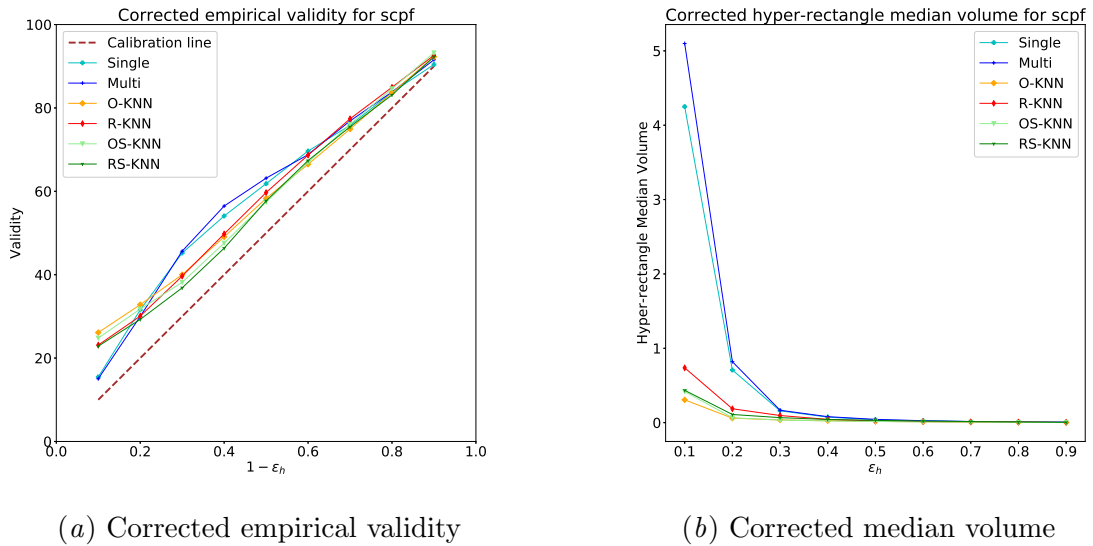 Corrected empirical validity for scpf
100
80
60
40
20
0
Validity
Calibration line
Single
Multi
O-KNN
R-KNN
OS-KNN
RS-KNN
0.0 0.2 0.4 0.6 0.8 1.0
1 − ε_h
(a) Corrected empirical validity
Corrected hyper-rectangle median volume for scpf
5
4
3
2
1
0
Hyper-rectangle Median Volume
Single
Multi
O-KNN
R-KNN
OS-KNN
RS-KNN
0.1 0.2 0.3 0.4 0.5 0.6 0.7 0.8 0.9
ε_h
(b) Corrected median volume